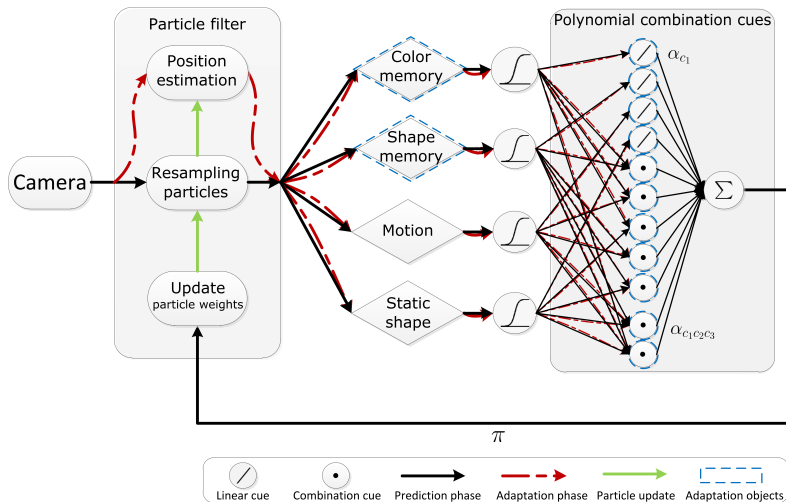 Particle filter
Polynomial combination cues
Position
estimation
Color
memory
α_{c_1}
Shape
memory
Camera
Resampling
particles
Σ
Motion
Update
particle weights
Static
shape
α_{c_1c_2c_3}
π
Linear cue
Combination cue
Prediction phase
Adaptation phase
Particle update
Adaptation objects